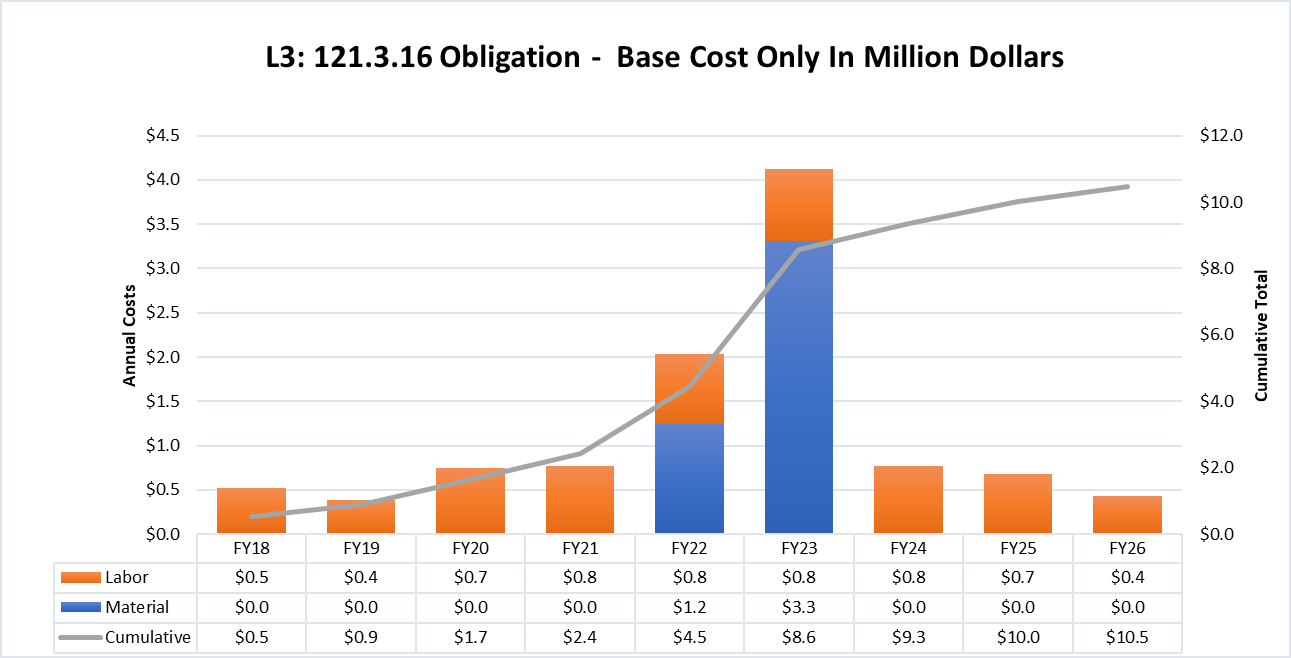 L3: 121.3.16 Obligation -  Base Cost Only In Million Dollars
Annual Costs
$4.5
$4.0
$3.5
$3.0
$2.5
$2.0
$1.5
$1.0
$0.5
$0.0
$12.0
$10.0
$8.0
$6.0
$4.0
$2.0
$0.0
Cumulative Total
FY18 FY19 FY20 FY21 FY22 FY23 FY24 FY25 FY26
Labor $0.5 $0.4 $0.7 $0.8 $0.8 $0.8 $0.8 $0.7 $0.4
Material $0.0 $0.0 $0.0 $0.0 $1.2 $3.3 $0.0 $0.0 $0.0
Cumulative $0.5 $0.9 $1.7 $2.4 $4.5 $8.6 $9.3 $10.0 $10.5